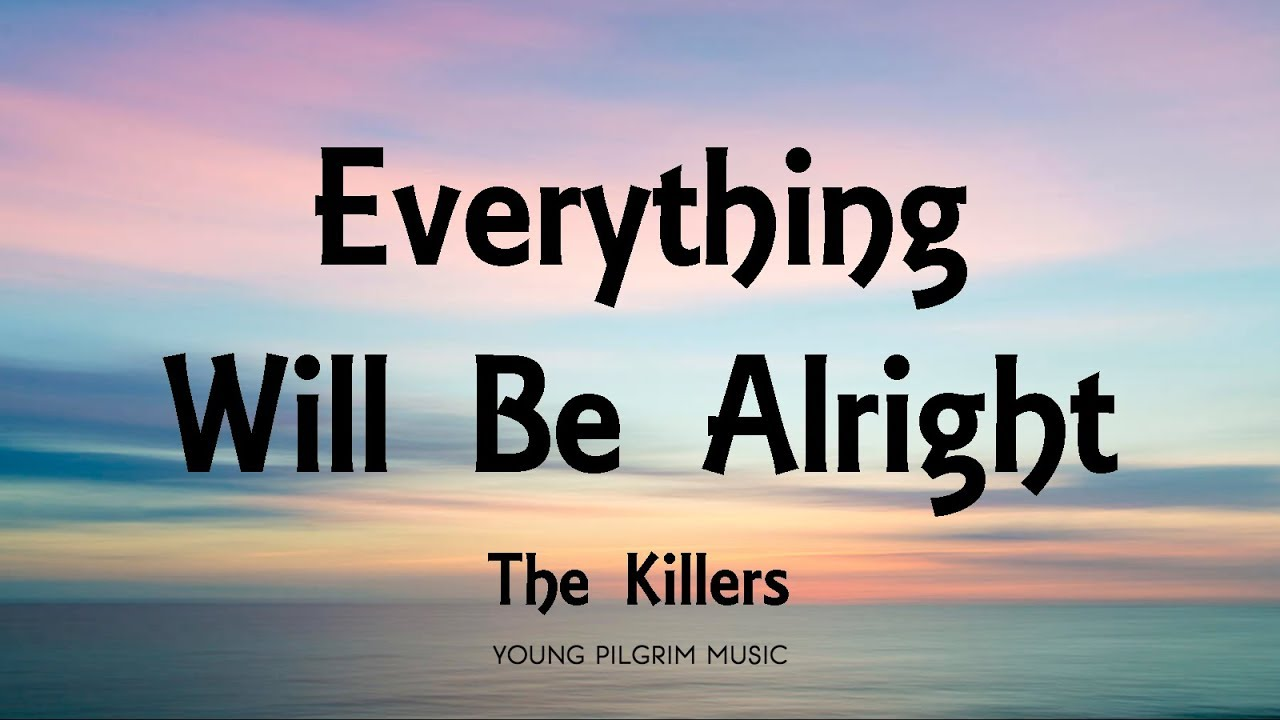 Everything
Will Be Alright
The Killers
YOUNG PILGRIM MUSIC